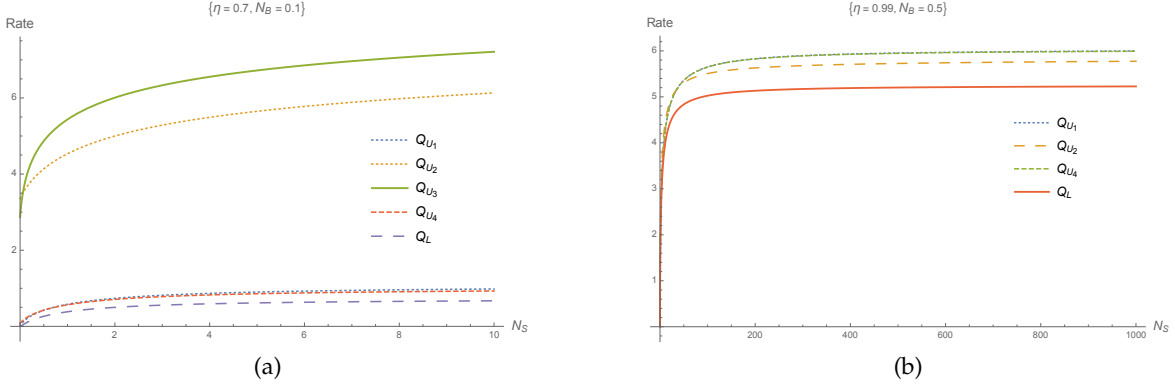 {η = 0.7, N_B = 0.1}
Rate
6
4
2
0 2 4 6 8 10
N_S
Q_{U_1}
Q_{U_2}
Q_{U_3}
Q_{U_4}
Q_L
(a)
{η = 0.99, N_B = 0.5}
Rate
6
5
4
3
2
1
200 400 600 800 1000
N_S
Q_{U_1}
Q_{U_2}
Q_{U_4}
Q_L
(b)